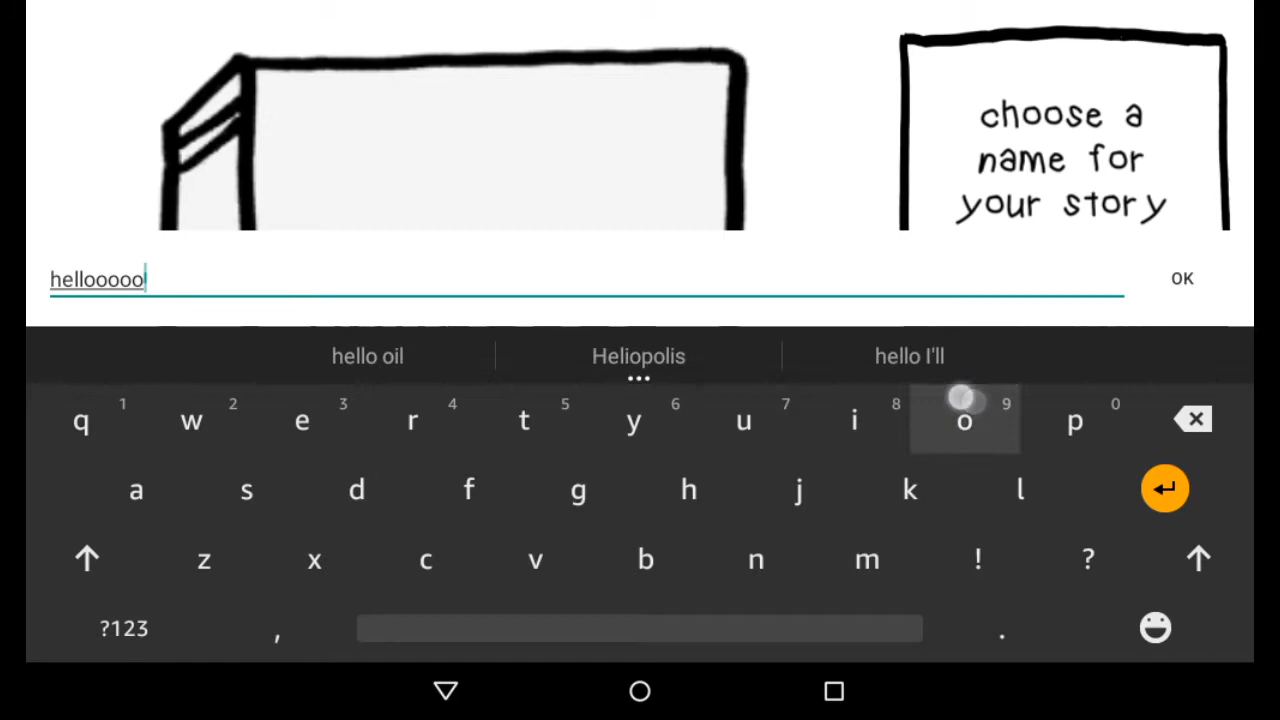 choose a
name for
your story
hellooooo
OK
hello oil Heliopolis hello I'll
q 1 w 2 e 3 r 4 t 5 y 6 u 7 i 8 o 9 p 0
a s d f g h j k l
z x c v b n m ! ?
?123 , .